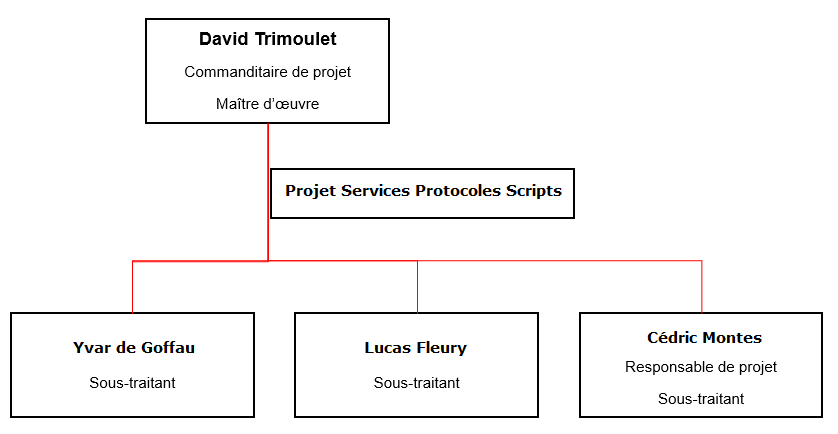 David Trimoulet
Commanditaire de projet
Maître d’œuvre
Projet Services Protocoles Scripts
Yvar de Goffau
Sous-traitant
Lucas Fleury
Sous-traitant
Cédric Montes
Responsable de projet
Sous-traitant